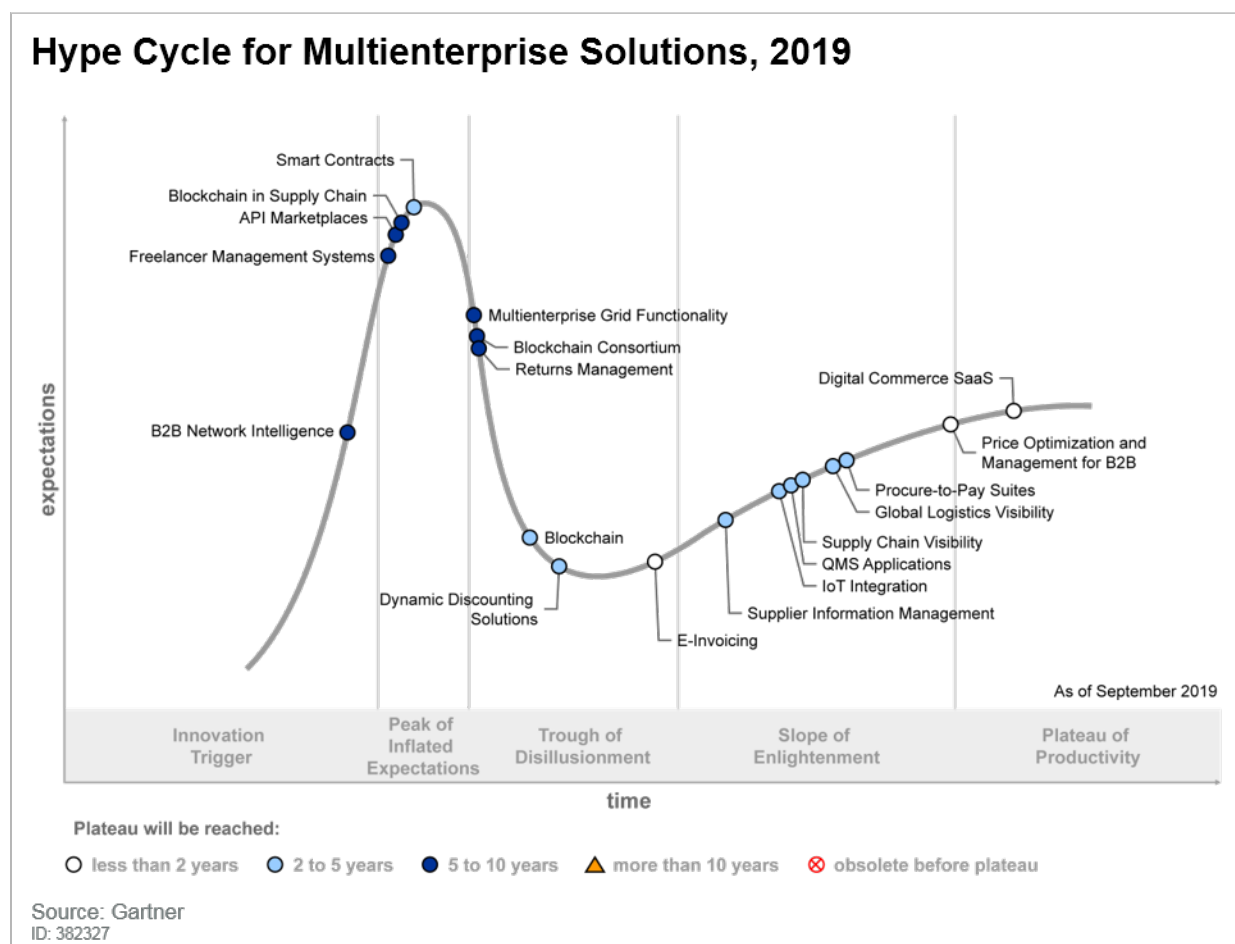 Hype Cycle for Multienterprise Solutions, 2019
expectations
Smart Contracts
Blockchain in Supply Chain
API Marketplaces
Freelancer Management Systems
B2B Network Intelligence
Multienterprise Grid Functionality
Blockchain Consortium
Returns Management
Blockchain
Dynamic Discounting
Solutions
E-Invoicing
Digital Commerce SaaS
Price Optimization and
Management for B2B
Procure-to-Pay Suites
Global Logistics Visibility
Supply Chain Visibility
QMS Applications
IoT Integration
Supplier Information Management
As of September 2019
Innovation
Trigger
Peak of
Inflated
Expectations
Trough of
Disillusionment
Slope of
Enlightenment
Plateau of
Productivity
time
Plateau will be reached:
less than 2 years
2 to 5 years
5 to 10 years
more than 10 years
obsolete before plateau
Source: Gartner
ID: 382327